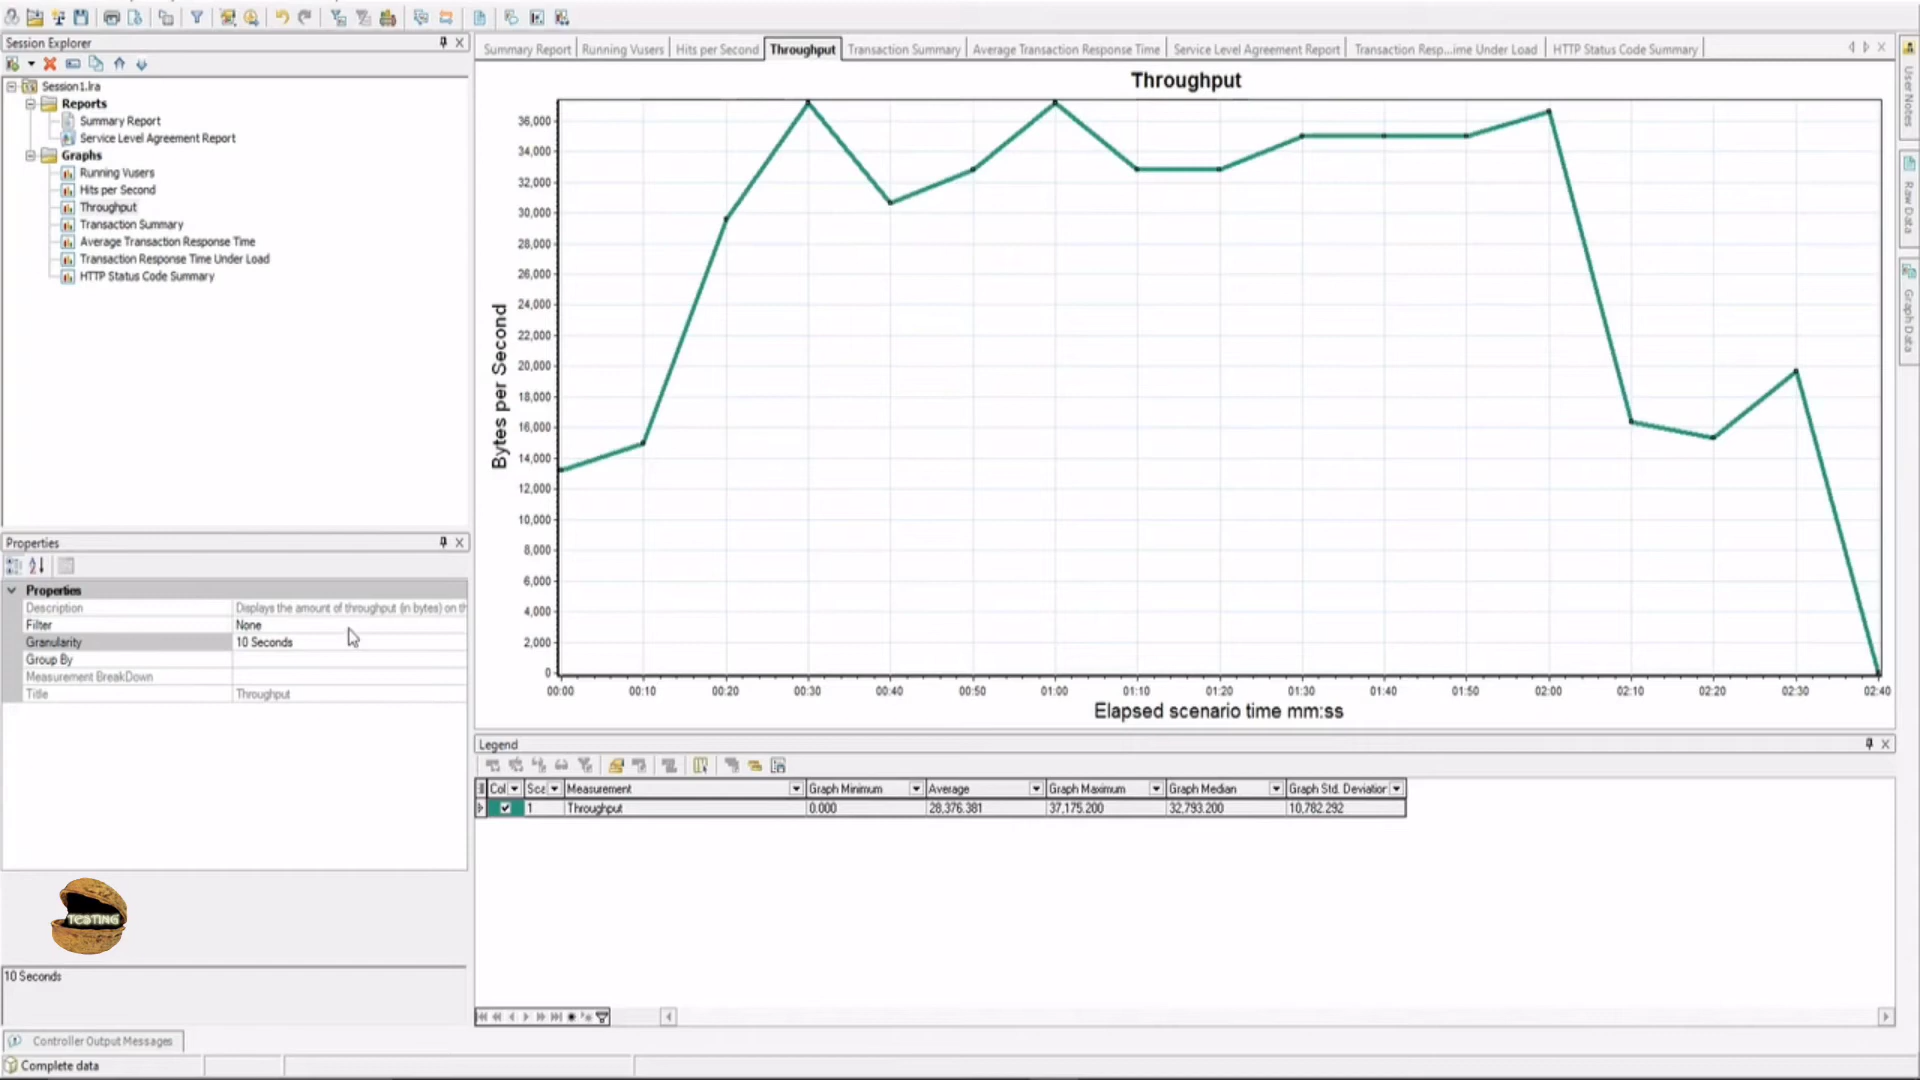 Session Explorer
Session1.lra
Reports
Summary Report
Service Level Agreement Report
Graphs
Running Vusers
Hits per Second
Throughput
Transaction Summary
Average Transaction Response Time
Transaction Response Time Under Load
HTTP Status Code Summary
Properties
Properties
Description Displays the amount of throughput (in bytes) on th
Filter None
Granularity 10 Seconds
Group By
Measurement BreakDown
Title Throughput
TESTING
10 Seconds
Controller Output Messages
Complete data
Summary Report Running Vusers Hits per Second Throughput Transaction Summary Average Transaction Response Time Service Level Agreement Report Transaction Resp...ime Under Load HTTP Status Code Summary
Throughput
Bytes per Second
36,000
34,000
32,000
30,000
28,000
26,000
24,000
22,000
20,000
18,000
16,000
14,000
12,000
10,000
8,000
6,000
4,000
2,000
0
00:00 00:10 00:20 00:30 00:40 00:50 01:00 01:10 01:20 01:30 01:40 01:50 02:00 02:10 02:20 02:30 02:40
Elapsed scenario time mm:ss
Legend
Col Sca Measurement Graph Minimum Average Graph Maximum Graph Median Graph Std. Deviation
1 Throughput 0.000 28,376.381 37,175.200 32,793.200 10,782.292
User Notes
Raw Data
Graph Data